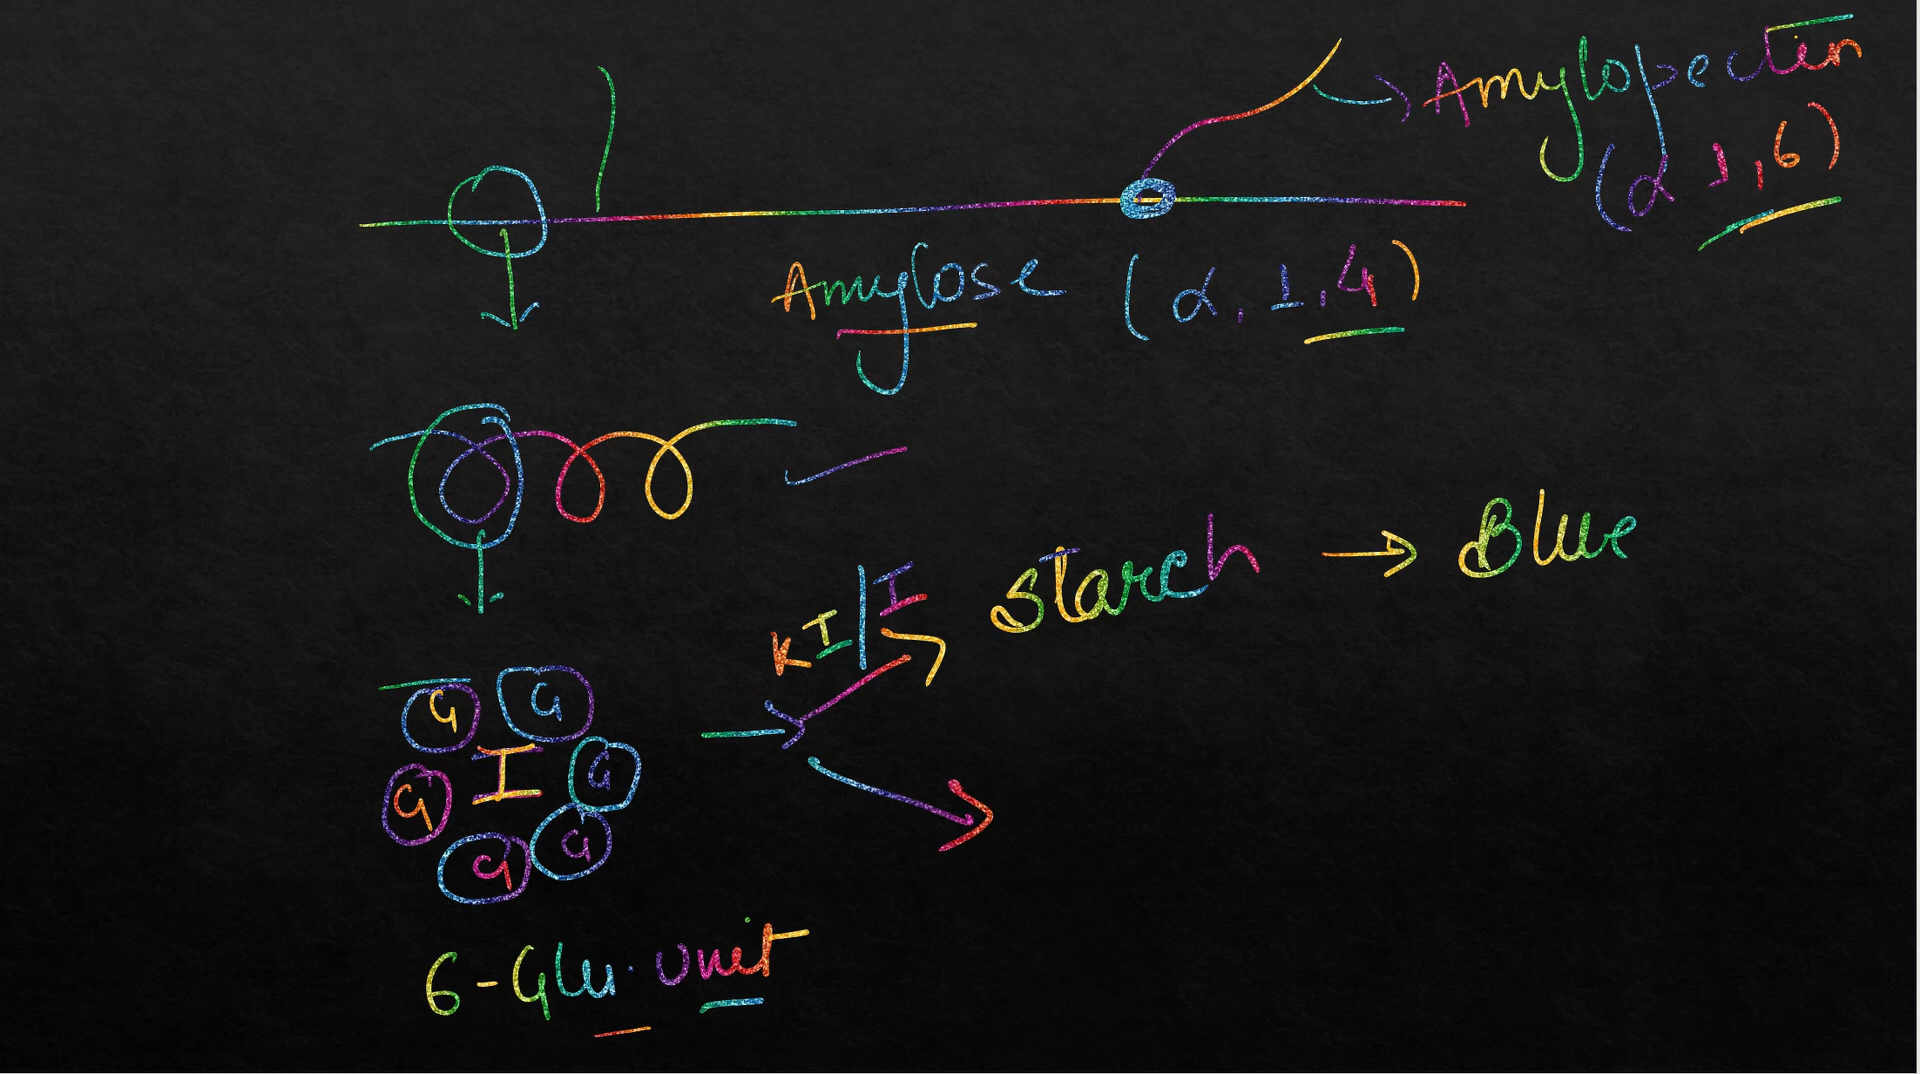 Amylopectin
(α 1,6)
Amylose (α, 1,4)
Starch → Blue
KI/I
G G
G I G
G G
6-Glu. Unit